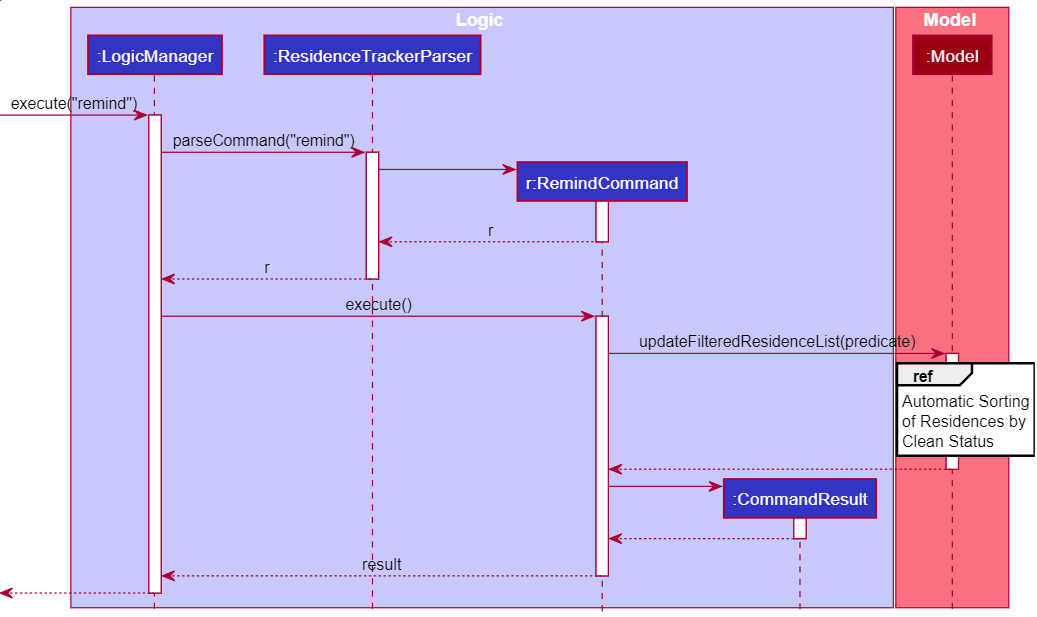 Logic
Model
:LogicManager
:ResidenceTrackerParser
:Model
execute("remind")
parseCommand("remind")
r:RemindCommand
r
r
execute()
updateFilteredResidenceList(predicate)
ref
Automatic Sorting
of Residences by
Clean Status
:CommandResult
result